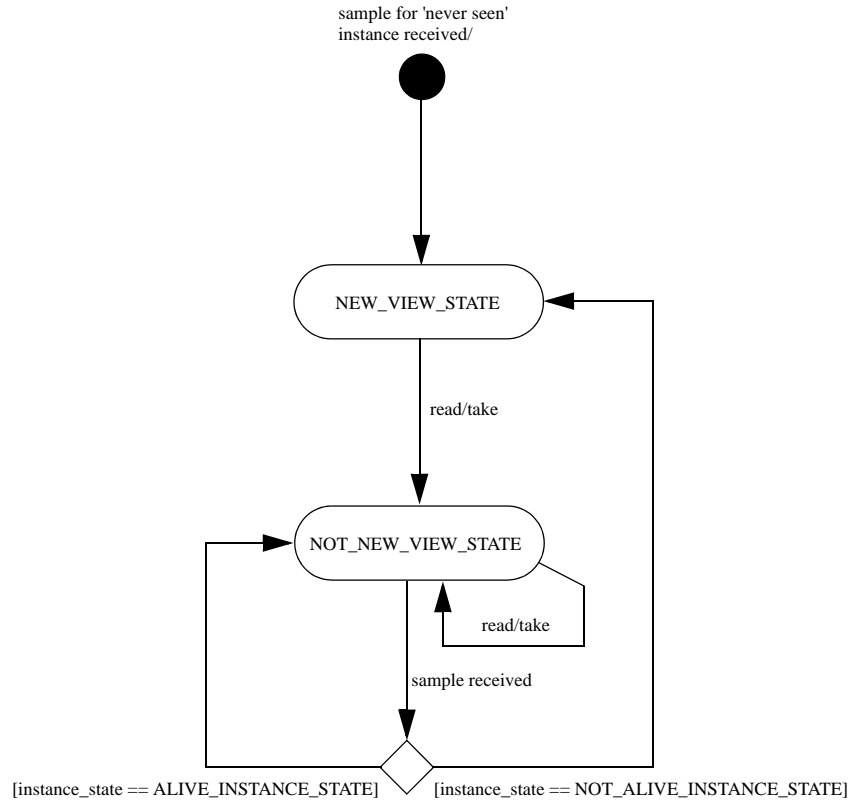 sample for 'never seen'
instance received/
NEW_VIEW_STATE
read/take
NOT_NEW_VIEW_STATE
read/take
sample received
[instance_state == ALIVE_INSTANCE_STATE]
[instance_state == NOT_ALIVE_INSTANCE_STATE]